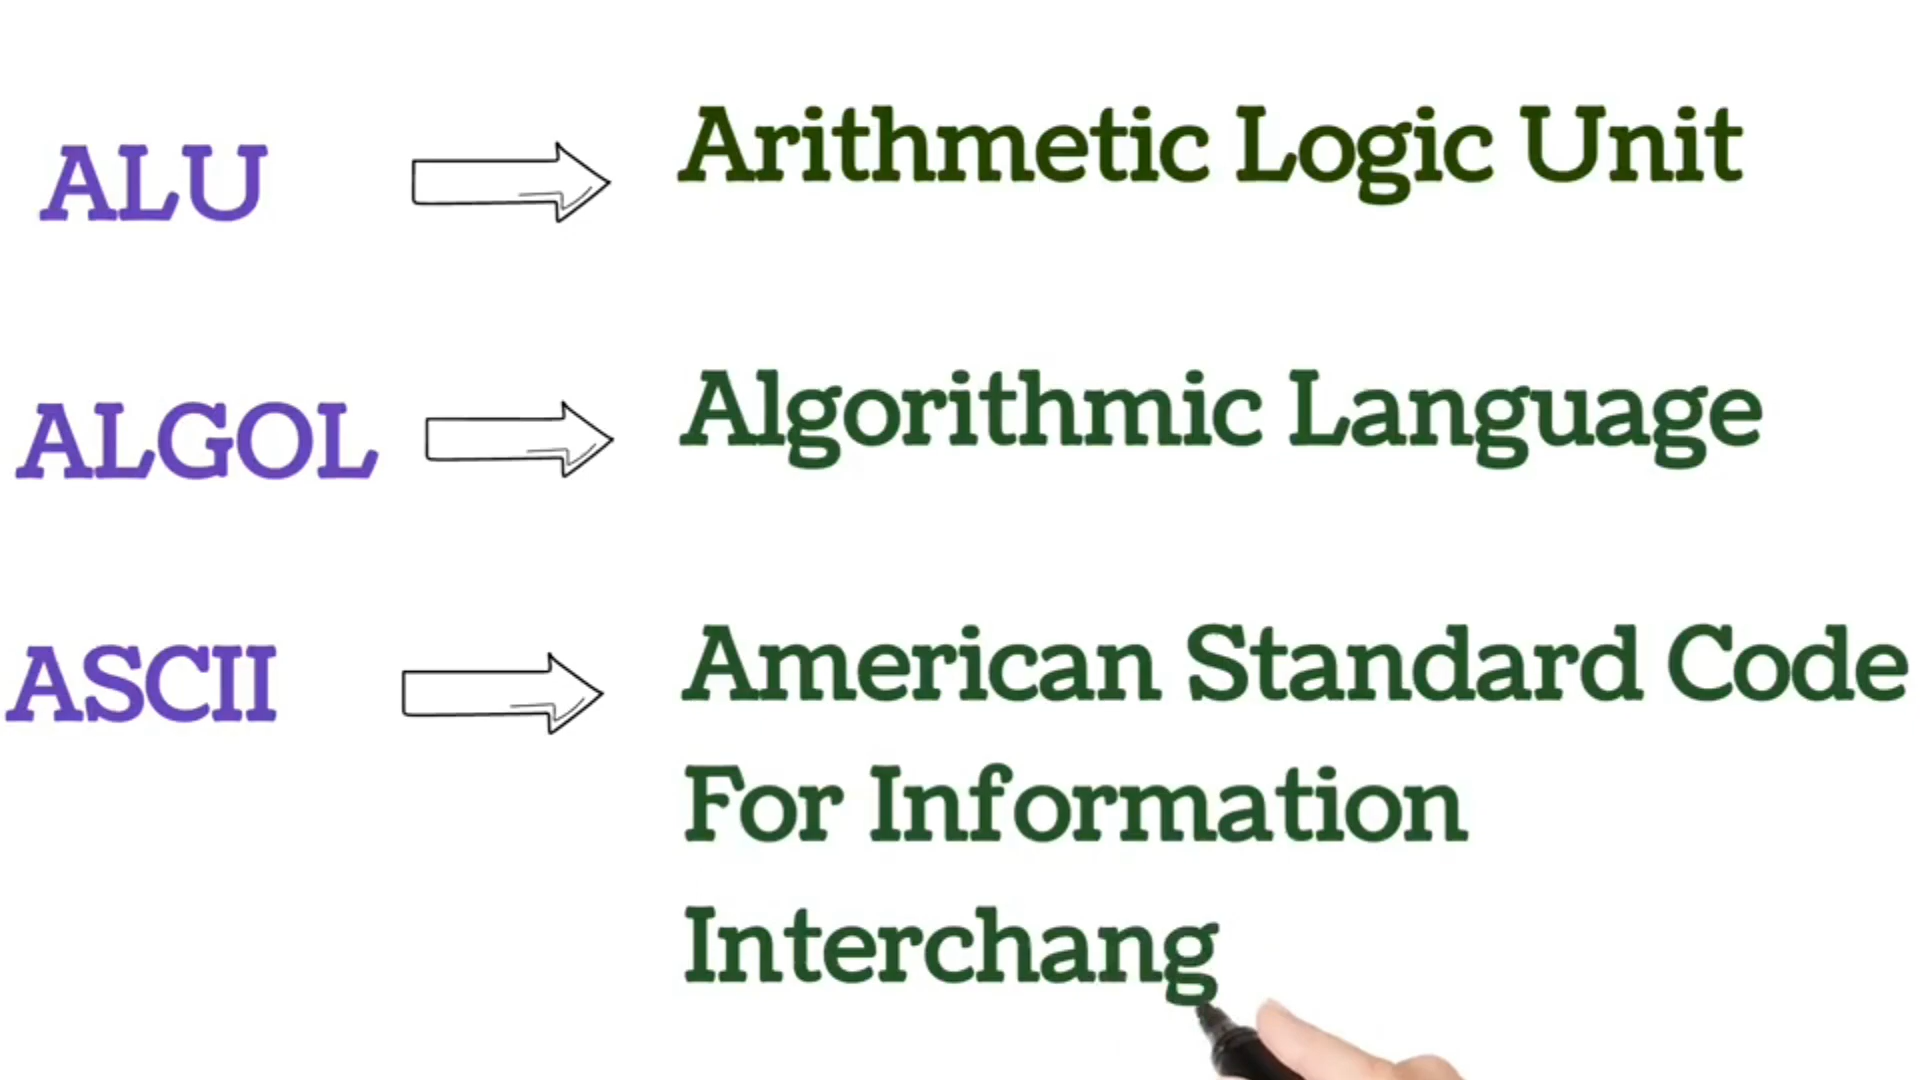 ALU Arithmetic Logic Unit
ALGOL Algorithmic Language
ASCII American Standard Code
For Information
Interchang